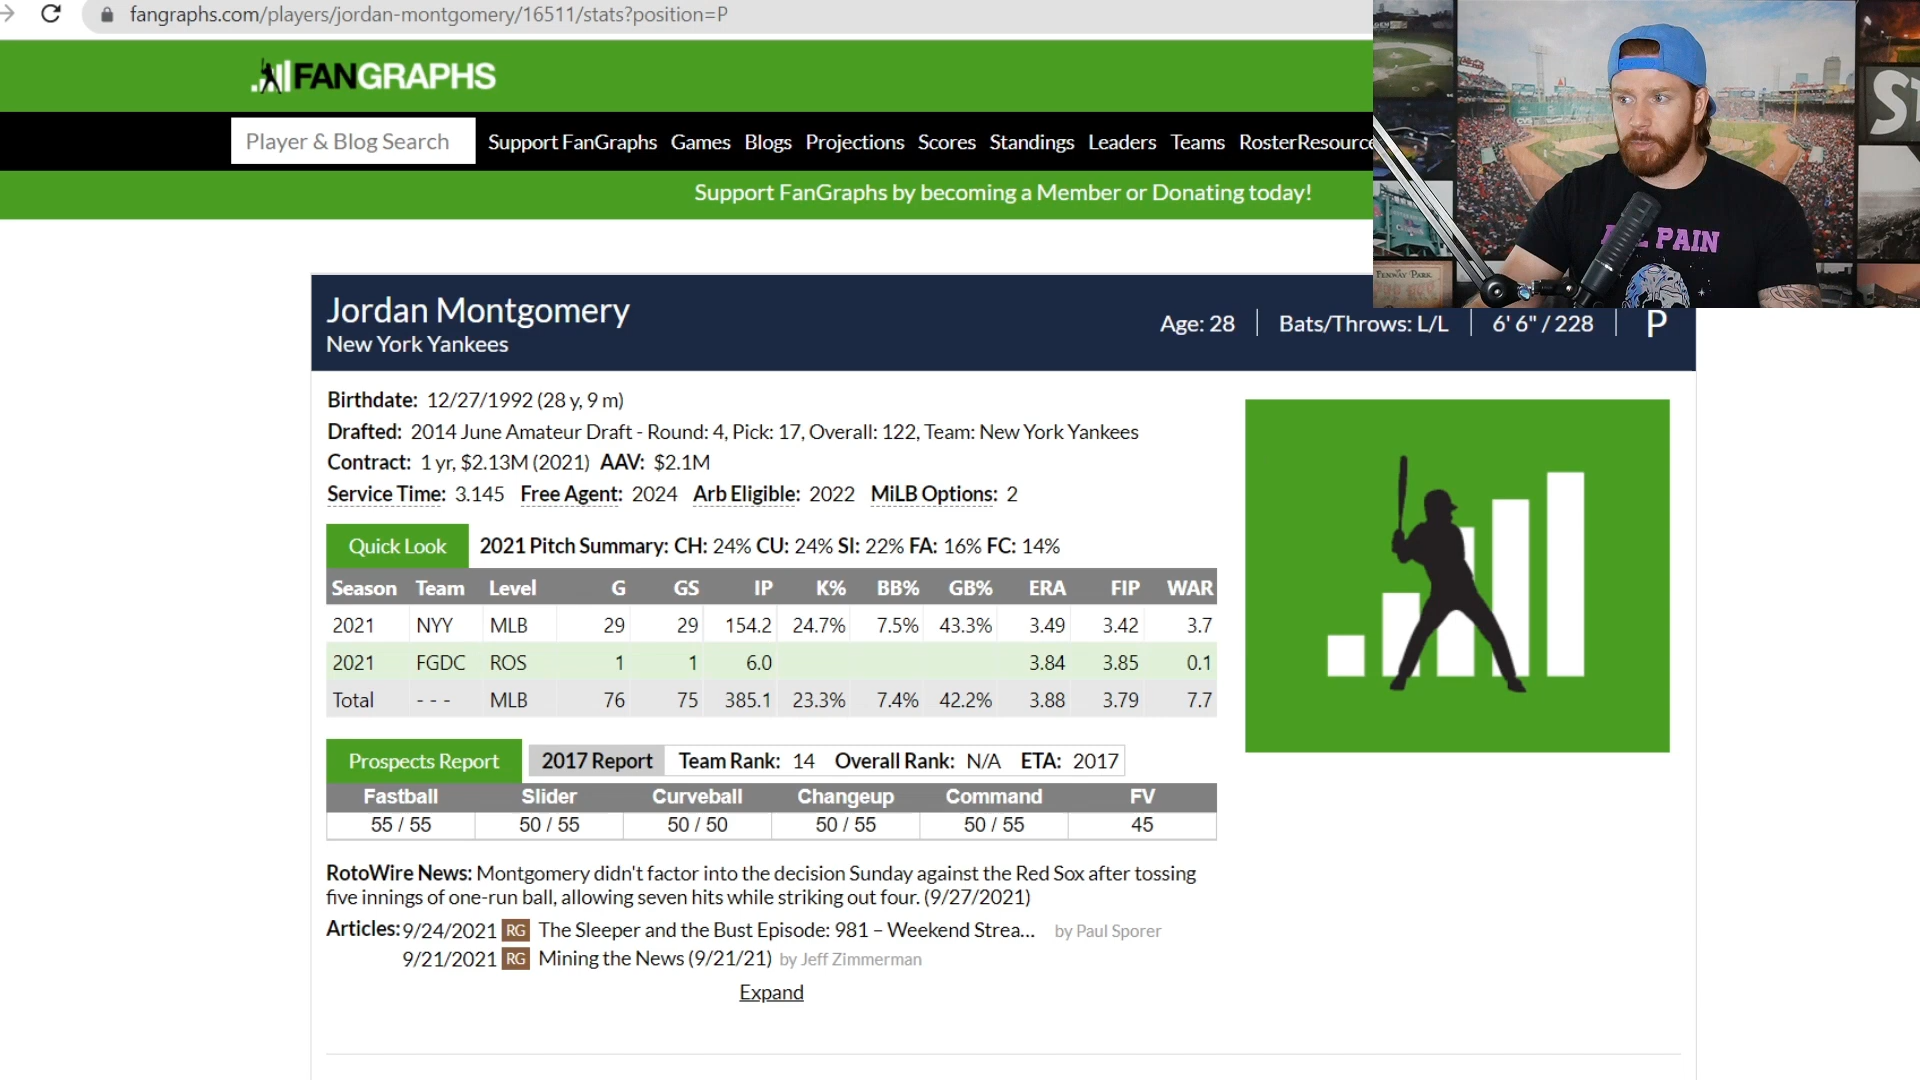 fangraphs.com/players/jordan-montgomery/16511/stats?position=P
FANGRAPHS
Player & Blog Search Support FanGraphs Games Blogs Projections Scores Standings Leaders Teams RosterResource
Support FanGraphs by becoming a Member or Donating today!
PAIN
FENWAY PARK
Jordan Montgomery
New York Yankees
Age: 28 Bats/Throws: L/L 6' 6" / 228 P
Birthdate: 12/27/1992 (28 y, 9 m)
Drafted: 2014 June Amateur Draft - Round: 4, Pick: 17, Overall: 122, Team: New York Yankees
Contract: 1 yr, $2.13M (2021) AAV: $2.1M
Service Time: 3.145 Free Agent: 2024 Arb Eligible: 2022 MiLB Options: 2
Quick Look 2021 Pitch Summary: CH: 24% CU: 24% SI: 22% FA: 16% FC: 14%
Season Team Level G GS IP K% BB% GB% ERA FIP WAR
2021 NYY MLB 29 29 154.2 24.7% 7.5% 43.3% 3.49 3.42 3.7
2021 FGDC ROS 1 1 6.0 3.84 3.85 0.1
Total - - - MLB 76 75 385.1 23.3% 7.4% 42.2% 3.88 3.79 7.7
Prospects Report 2017 Report Team Rank: 14 Overall Rank: N/A ETA: 2017
Fastball Slider Curveball Changeup Command FV
55 / 55 50 / 55 50 / 50 50 / 55 50 / 55 45
RotoWire News: Montgomery didn't factor into the decision Sunday against the Red Sox after tossing
five innings of one-run ball, allowing seven hits while striking out four. (9/27/2021)
Articles: 9/24/2021 RG The Sleeper and the Bust Episode: 981 – Weekend Strea... by Paul Sporer
9/21/2021 RG Mining the News (9/21/21) by Jeff Zimmerman
Expand